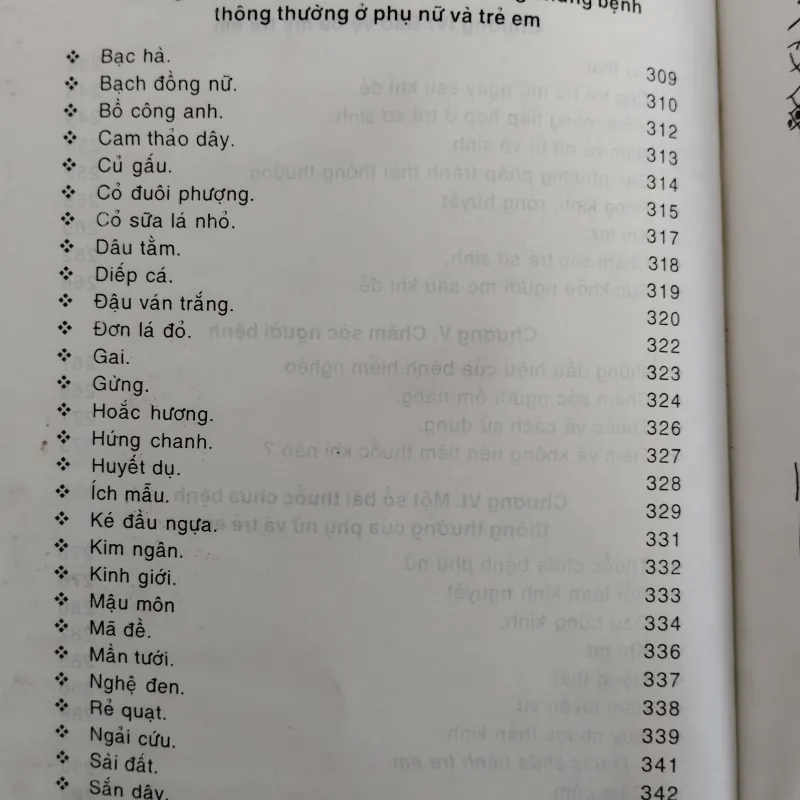 bệnh
thông thường ở phụ nữ và trẻ em
❖ Bạc hà. 309
❖ Bạch đồng nữ. 310
❖ Bồ công anh. 312
❖ Cam thảo dây. 313
❖ Củ gấu. 314
❖ Cỏ đuôi phượng. 315
❖ Cỏ sữa lá nhỏ. 317
❖ Dâu tằm. 318
❖ Diếp cá. 319
❖ Đậu ván trắng. 320
❖ Đơn lá đỏ. 322
❖ Gai. 323
❖ Gừng. 324
❖ Hoắc hương. 326
❖ Húng chanh. 327
❖ Huyết dụ. 328
❖ Ích mẫu. 329
❖ Ké đầu ngựa. 331
❖ Kim ngân. 332
❖ Kinh giới. 333
❖ Mậu môn 334
❖ Mã đề. 336
❖ Mần tưới. 337
❖ Nghệ đen. 338
❖ Rẻ quạt. 339
❖ Ngải cứu. 341
❖ Sài đất. 342
❖ Sắn dây.